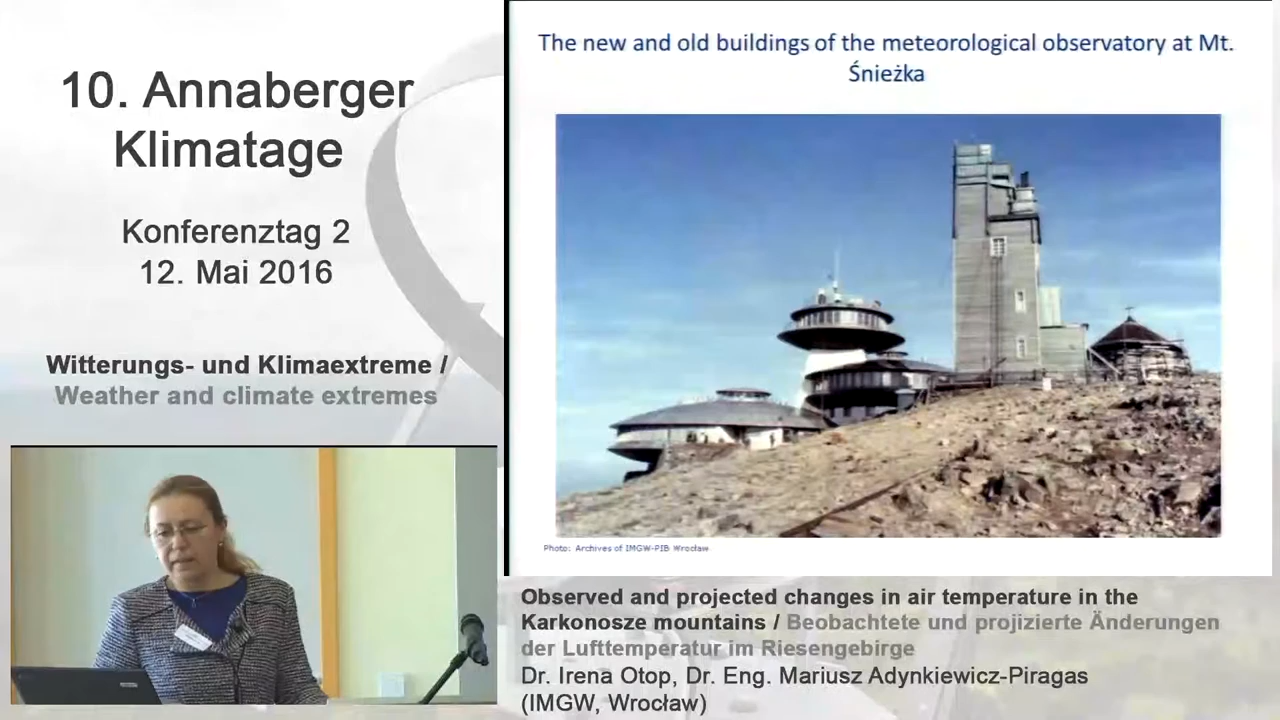 10. Annaberger
Klimatage
Konferenztag 2
12. Mai 2016
Witterungs- und Klimaextreme /
Weather and climate extremes
The new and old buildings of the meteorological observatory at Mt.
Śnieżka
Photo: Archives of IMGW-PIB Wrocław
Observed and projected changes in air temperature in the
Karkonosze mountains / Beobachtete und projizierte Änderungen
der Lufttemperatur im Riesengebirge
Dr. Irena Otop, Dr. Eng. Mariusz Adynkiewicz-Piragas
(IMGW, Wrocław)